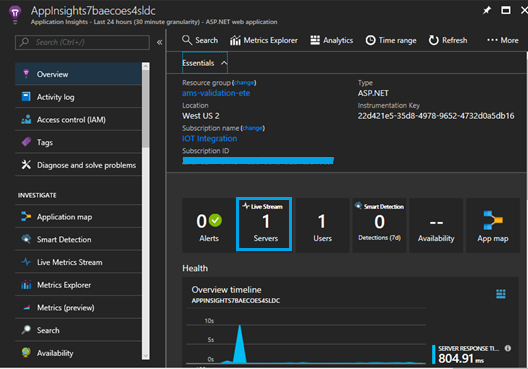 AppInsights7baecoes4sldc
Application Insights - Last 24 hours (30 minute granularity) - ASP.NET web application
Search (Ctrl+/)
Overview
Activity log
Access control (IAM)
Tags
Diagnose and solve problems
INVESTIGATE
Application map
Smart Detection
Live Metrics Stream
Metrics Explorer
Metrics (preview)
Search
Availability
Search Metrics Explorer Analytics Time range Refresh ••• More
Essentials
Resource group (change)
ams-validation-ete
Location
West US 2
Subscription name (change)
IOT Integration
Subscription ID
Type
ASP.NET
Instrumentation Key
22d421e5-35d8-4978-9652-4732d0a5db16
0
Alerts
Live Stream
1
Servers
1
Users
Smart Detection
0
Detections (7d)
--
Availability
App map
Health
Overview timeline
APPINSIGHTS7BAECOES4SLDC
10s
5s
0s
SERVER RESPONSE TI...
804.91 ms